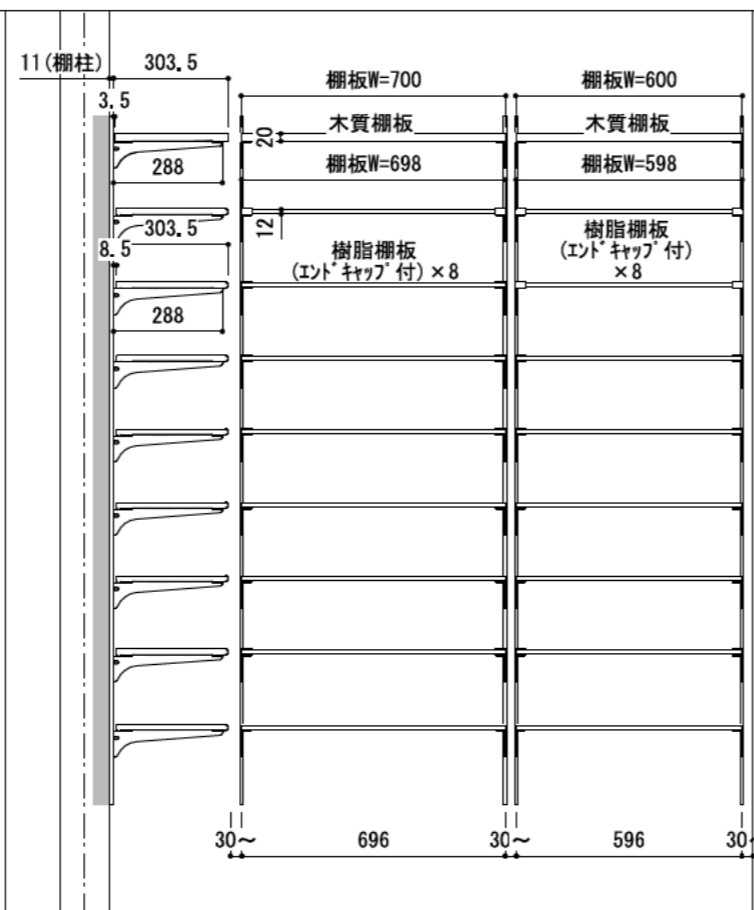 11(棚柱)
303.5
棚板W=700
棚板W=600
3.5
木質棚板
木質棚板
20
288
棚板W=698
棚板W=598
303.5
12
8.5
樹脂棚板
(エンドキャップ付)×8
樹脂棚板
(エンドキャップ付)
×8
288
30~
696
30~
596
30~